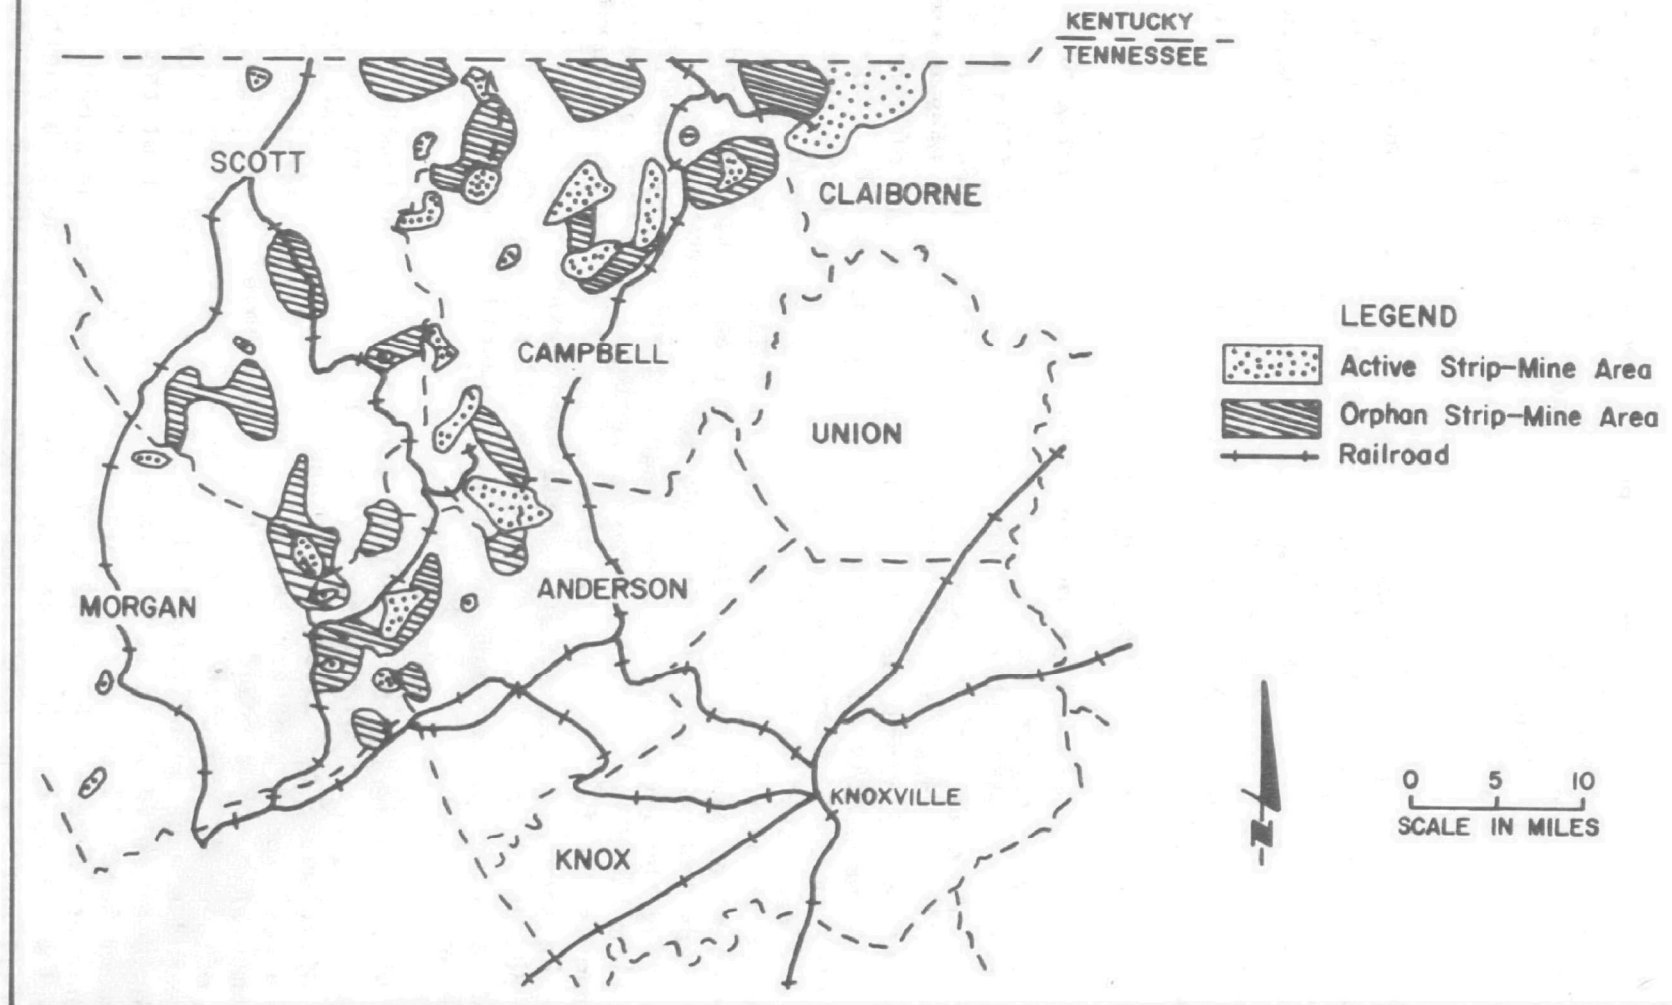 KENTUCKY
TENNESSEE
SCOTT
CLAIBORNE
LEGEND
CAMPBELL
Active Strip-Mine Area
Orphan Strip-Mine Area
UNION
Railroad
ANDERSON
MORGAN
0 5 10
KNOXVILLE
SCALE IN MILES
N
KNOX